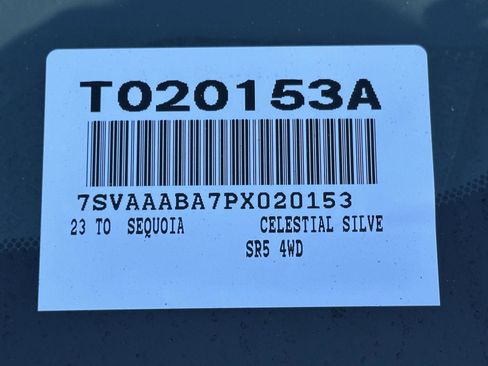 T020153A
7SVAAABA7PX020153
23 TO SEQUOIA CELESTIAL SILVE
SR5 4WD